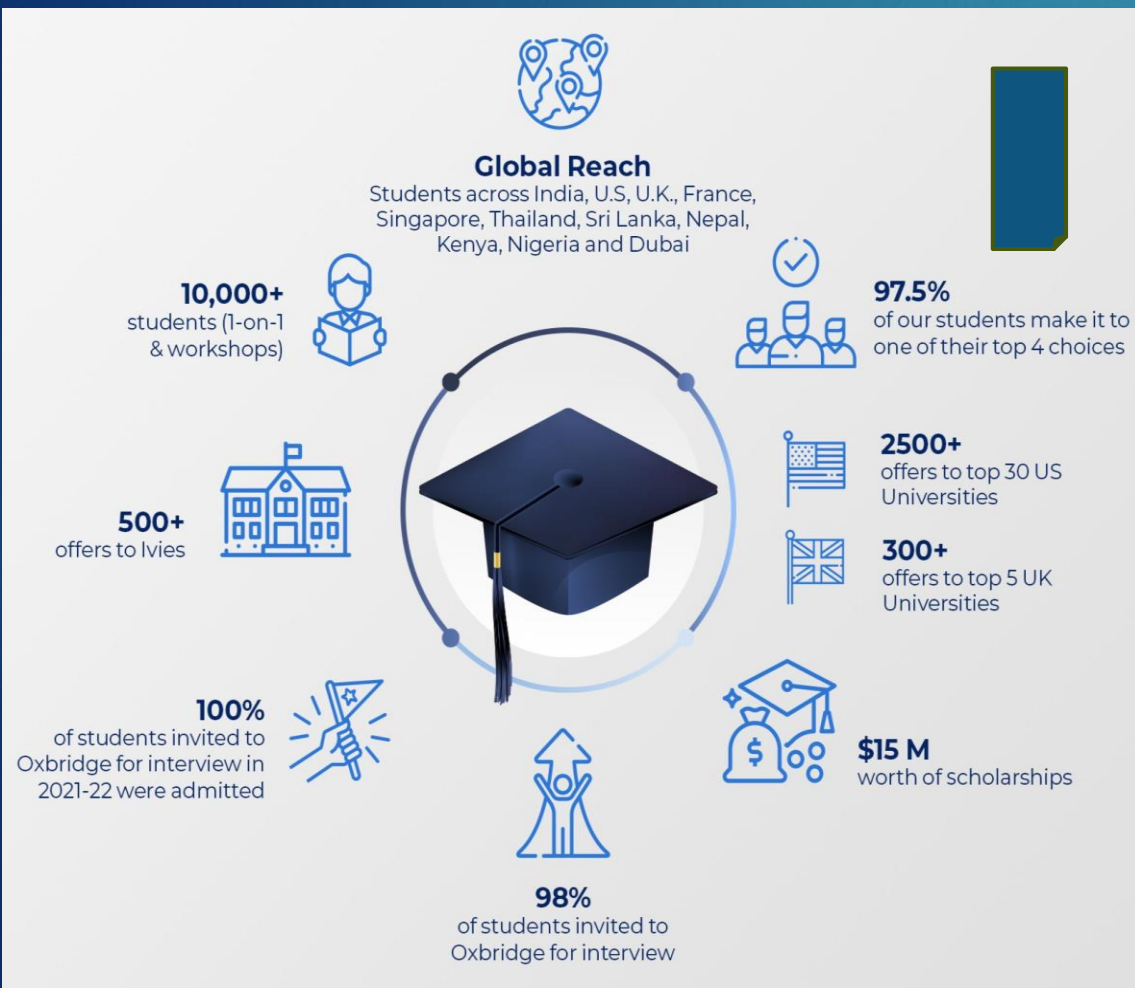 Global Reach
Students across India, U.S, U.K., France,
Singapore, Thailand, Sri Lanka, Nepal,
Kenya, Nigeria and Dubai
10,000+
students (1-on-1
& workshops)
97.5%
of our students make it to
one of their top 4 choices
500+
offers to Ivies
2500+
offers to top 30 US
Universities
300+
offers to top 5 UK
Universities
100%
of students invited to
Oxbridge for interview in
2021-22 were admitted
$15 M
worth of scholarships
98%
of students invited to
Oxbridge for interview